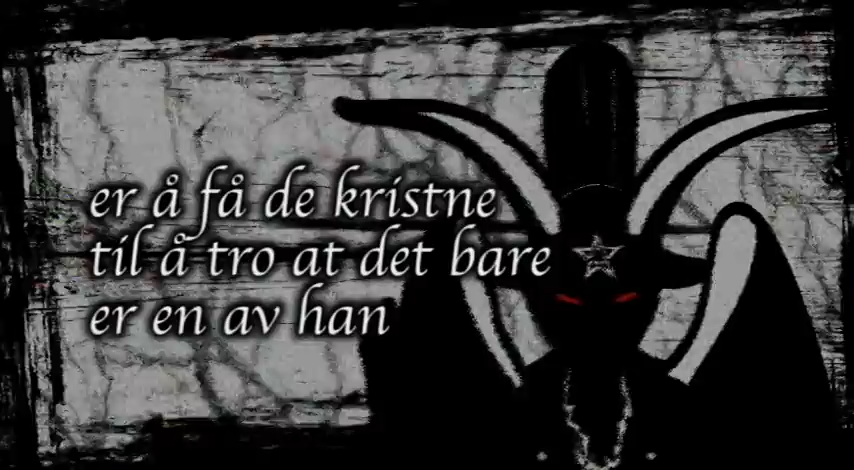 er å få de kristne
til å tro at det bare
er en av han